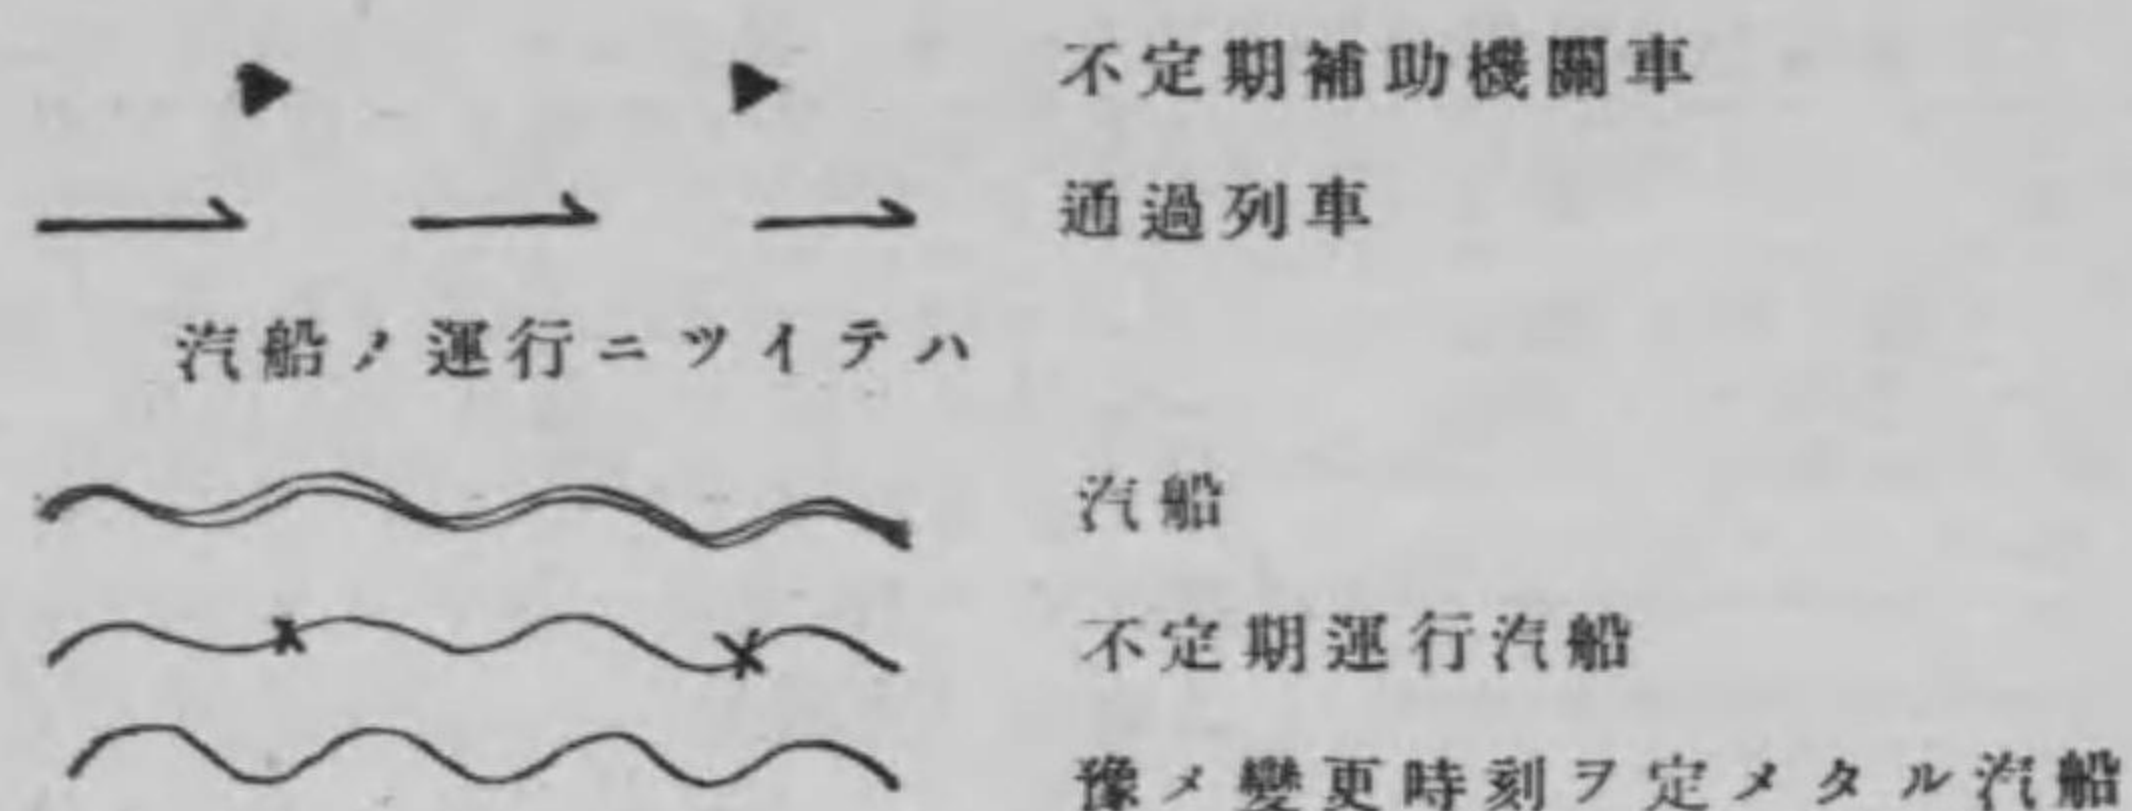 不定期補助機關車
通過列車
汽船ノ運行ニツイテハ
汽船
不定期運行汽船
豫メ變更時刻ヲ定メタル汽船